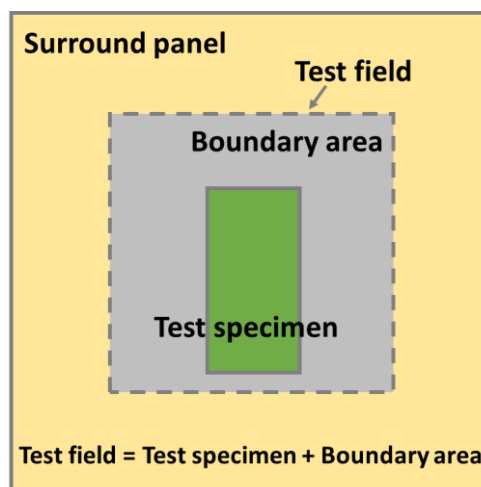 Surround panel
Test field
Boundary area
Test specimen
Test field = Test specimen + Boundary area